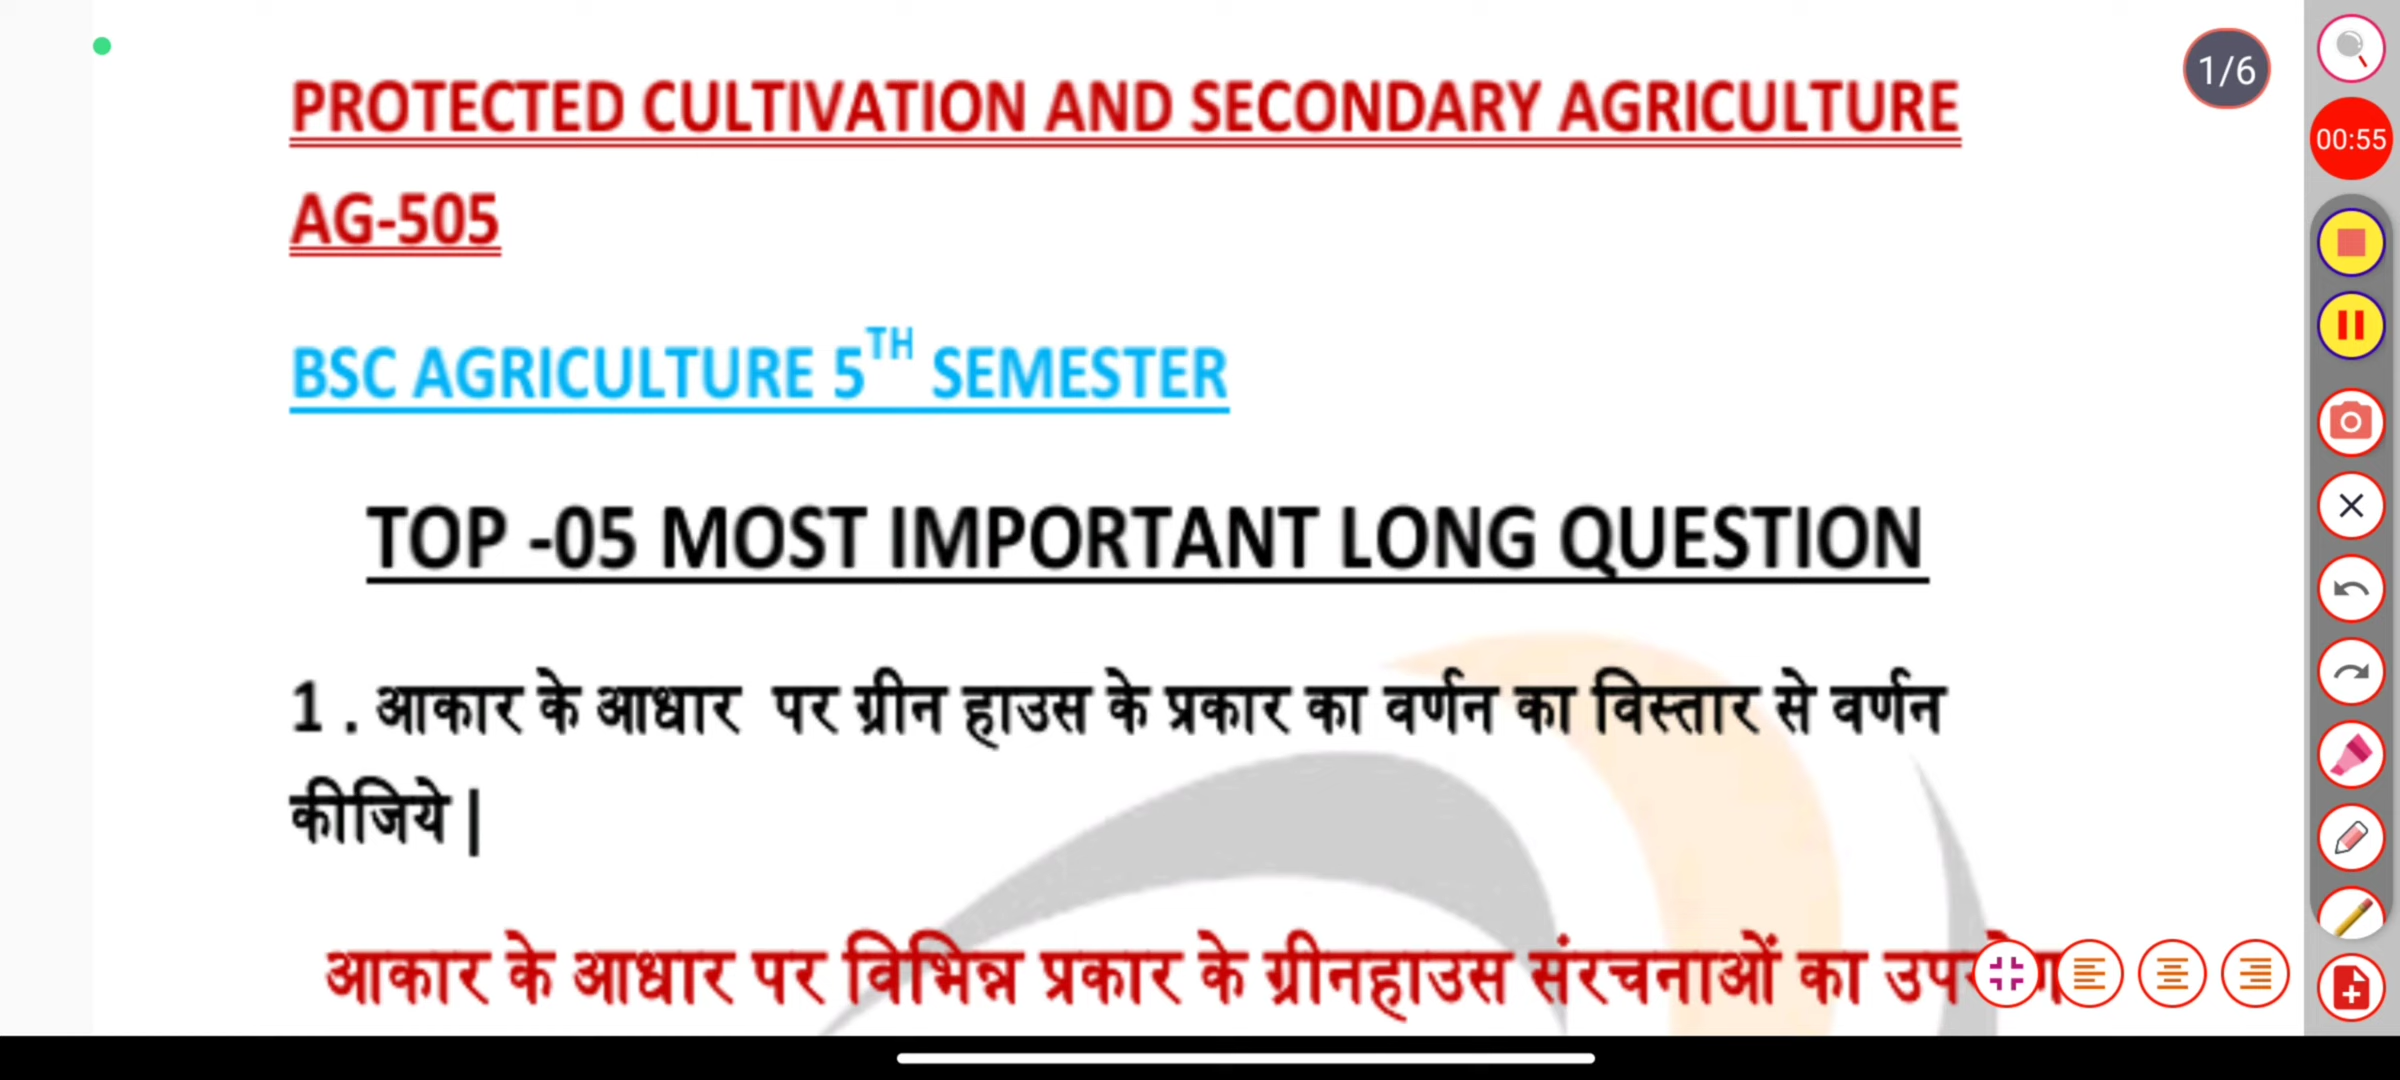 PROTECTED CULTIVATION AND SECONDARY AGRICULTURE
1/6
00:55
AG-505
BSC AGRICULTURE 5TH SEMESTER
TOP -05 MOST IMPORTANT LONG QUESTION
1 . आकार के आधार पर ग्रीन हाउस के प्रकार का वर्णन का विस्तार से वर्णन
कीजिये |
आकार के आधार पर विभिन्न प्रकार के ग्रीनहाउस संरचनाओं का